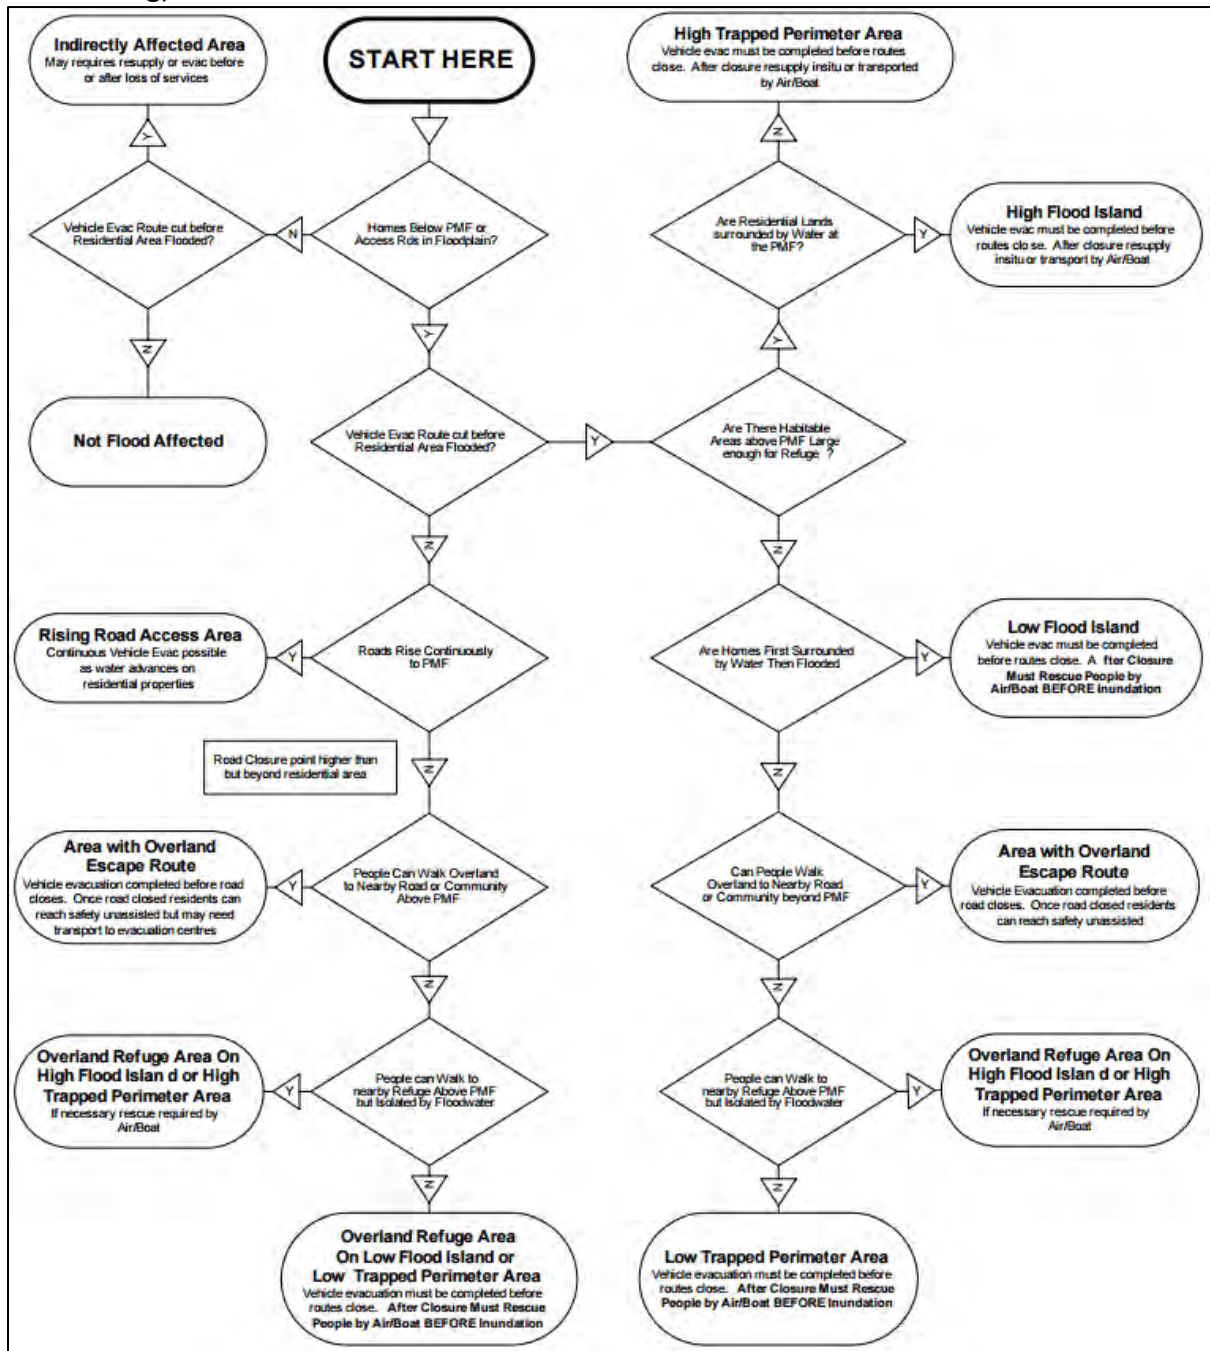 Indirectly Affected Area
May requires resupply or evac before
or after loss of services
START HERE
High Trapped Perimeter Area
Vehicle evac must be completed before routes
close. After closure resupply insitu or transported
by Air/Boat
Y
N
Vehicle Evac Route cut before
Residential Area Flooded?
N
Homes Below PMF or
Access Rds in Floodplain?
Are Residential Lands
surrounded by Water at
the PMF?
Y
High Flood Island
Vehicle evac must be completed before
routes clo se. After closure resupply
insitu or transport by Air/Boat
N
Y
Y
Not Flood Affected
Vehicle Evac Route cut before
Residential Area Flooded?
Y
Are There Habitable
Areas above PMF Large
enough for Refuge ?
N
N
Rising Road Access Area
Continuous Vehicle Evac possible
as water advances on
residential properties
Y
Roads Rise Continuously
to PMF
Are Homes First Surrounded
by Water Then Flooded
Y
Low Flood Island
Vehicle evac must be completed
before routes close. A fter Closure
Must Rescue People by
Air/Boat BEFORE Inundation
Road Closure point higher than
but beyond residential area
N
N
Area with Overland
Escape Route
Vehicle evacuation completed before road
closes. Once road closed residents can
reach safety unassisted but may need
transport to evacuation centres
Y
People Can Walk Overland
to Nearby Road or Community
Above PMF
Can People Walk
Overland to Nearby Road
or Community beyond PMF
Y
Area with Overland
Escape Route
Vehicle Evacuation completed before
road closes. Once road closed residents
can reach safety unassisted
N
N
Overland Refuge Area On
High Flood Islan d or High
Trapped Perimeter Area
If necessary rescue required by
Air/Boat
Y
People can Walk to
nearby Refuge Above PMF
but Isolated by Floodwater
People can Walk to
nearby Refuge Above PMF
but Isolated by Floodwater
Y
Overland Refuge Area On
High Flood Islan d or High
Trapped Perimeter Area
If necessary rescue required by
Air/Boat
N
N
Overland Refuge Area
On Low Flood Island or
Low Trapped Perimeter Area
Vehicle evacuation must be completed before
routes close. After Closure Must Rescue
People by Air/Boat BEFORE Inundation
Low Trapped Perimeter Area
Vehicle evacuation must be completed before
routes close. After Closure Must Rescue
People by Air/Boat BEFORE Inundation